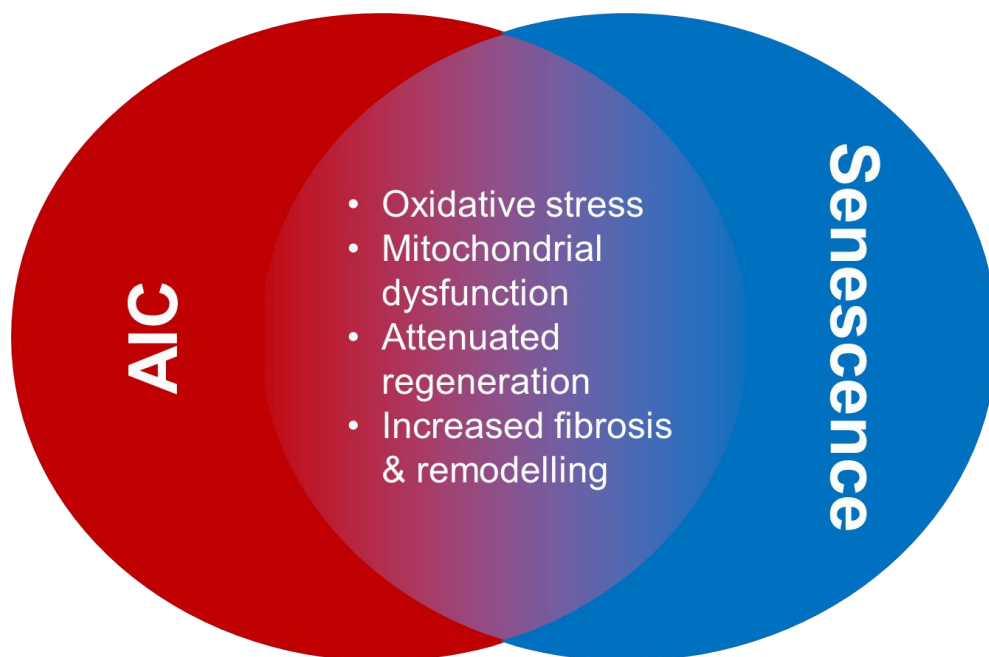 AIC
• Oxidative stress
• Mitochondrial
dysfunction
• Attenuated
regeneration
• Increased fibrosis
& remodelling
Senescence